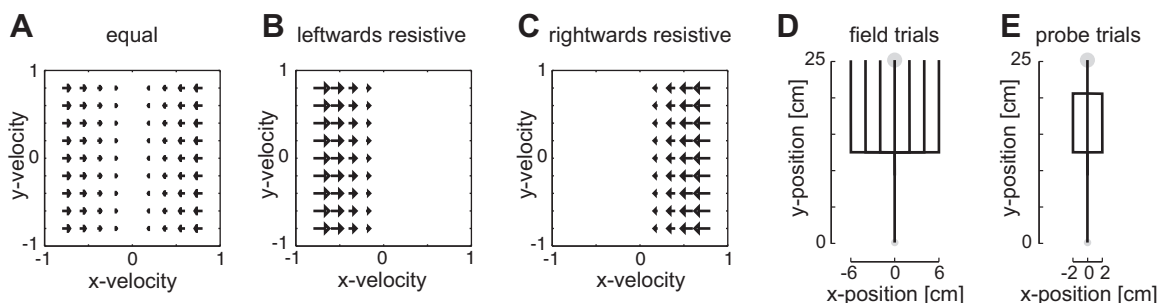 A equal
B leftwards resistive
C rightwards resistive
D field trials
E probe trials
1
0
-1
y-velocity
-1 0 1
x-velocity
1
0
-1
y-velocity
-1 0 1
x-velocity
1
0
-1
y-velocity
-1 0 1
x-velocity
25
0
y-position [cm]
-6 0 6
x-position [cm]
25
0
y-position [cm]
-2 0 2
x-position [cm]